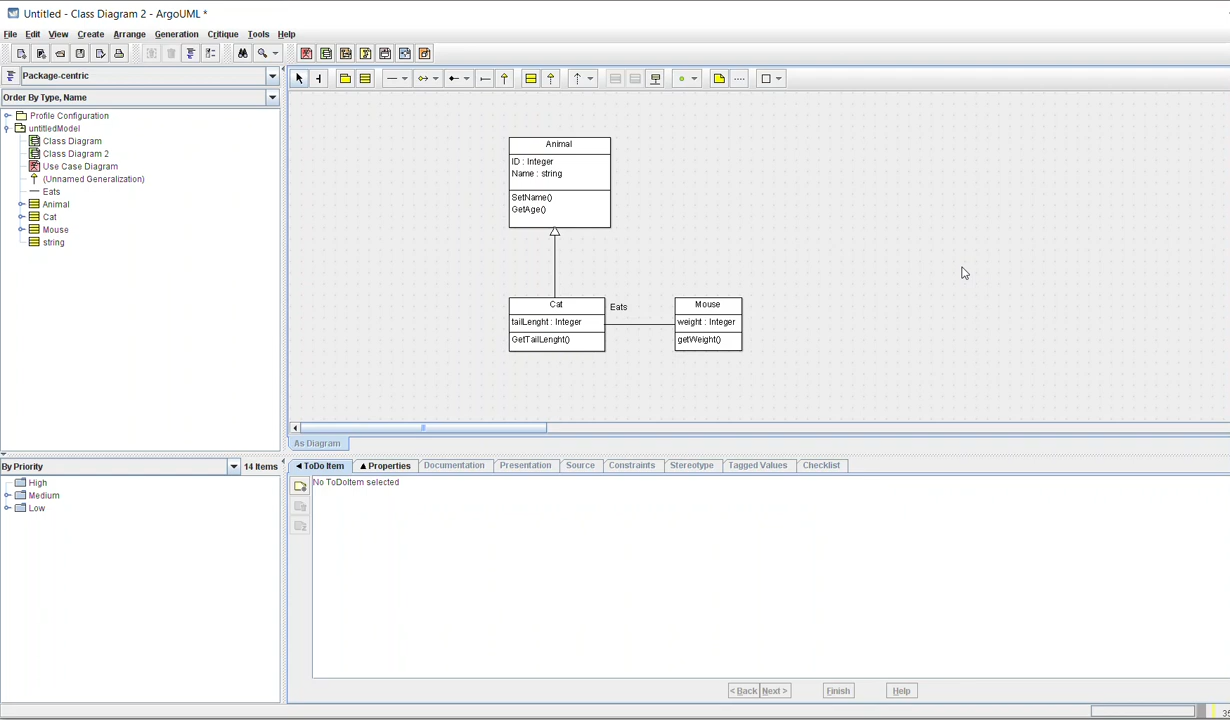 Untitled - Class Diagram 2 - ArgoUML *
File Edit View Create Arrange Generation Critique Tools Help
Package-centric
Order By Type, Name
Profile Configuration
untitledModel
Class Diagram
Class Diagram 2
Use Case Diagram
(Unnamed Generalization)
Eats
Animal
Cat
Mouse
string
Animal
ID : Integer
Name : string
SetName()
GetAge()
Cat
tailLenght : Integer
GetTailLenght()
Eats
Mouse
weight : Integer
getWeight()
As Diagram
By Priority 14 Items
High
Medium
Low
ToDo Item Properties Documentation Presentation Source Constraints Stereotype Tagged Values Checklist
No ToDoItem selected
< Back Next > Finish Help